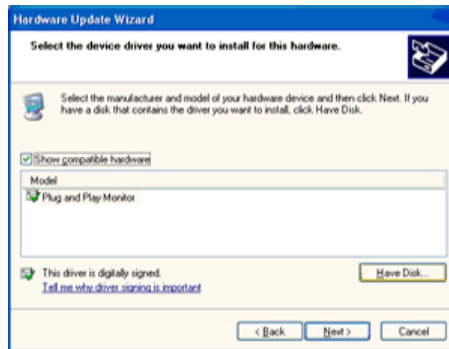 Hardware Update Wizard
Select the device driver you want to install for this hardware.
Select the manufacturer and model of your hardware device and then click Next. If you
have a disk that contains the driver you want to install, click Have Disk.
Show compatible hardware
Model
Plug and Play Monitor
This driver is digitally signed.
Have Disk...
Tell me why driver signing is important
< Back
Next >
Cancel